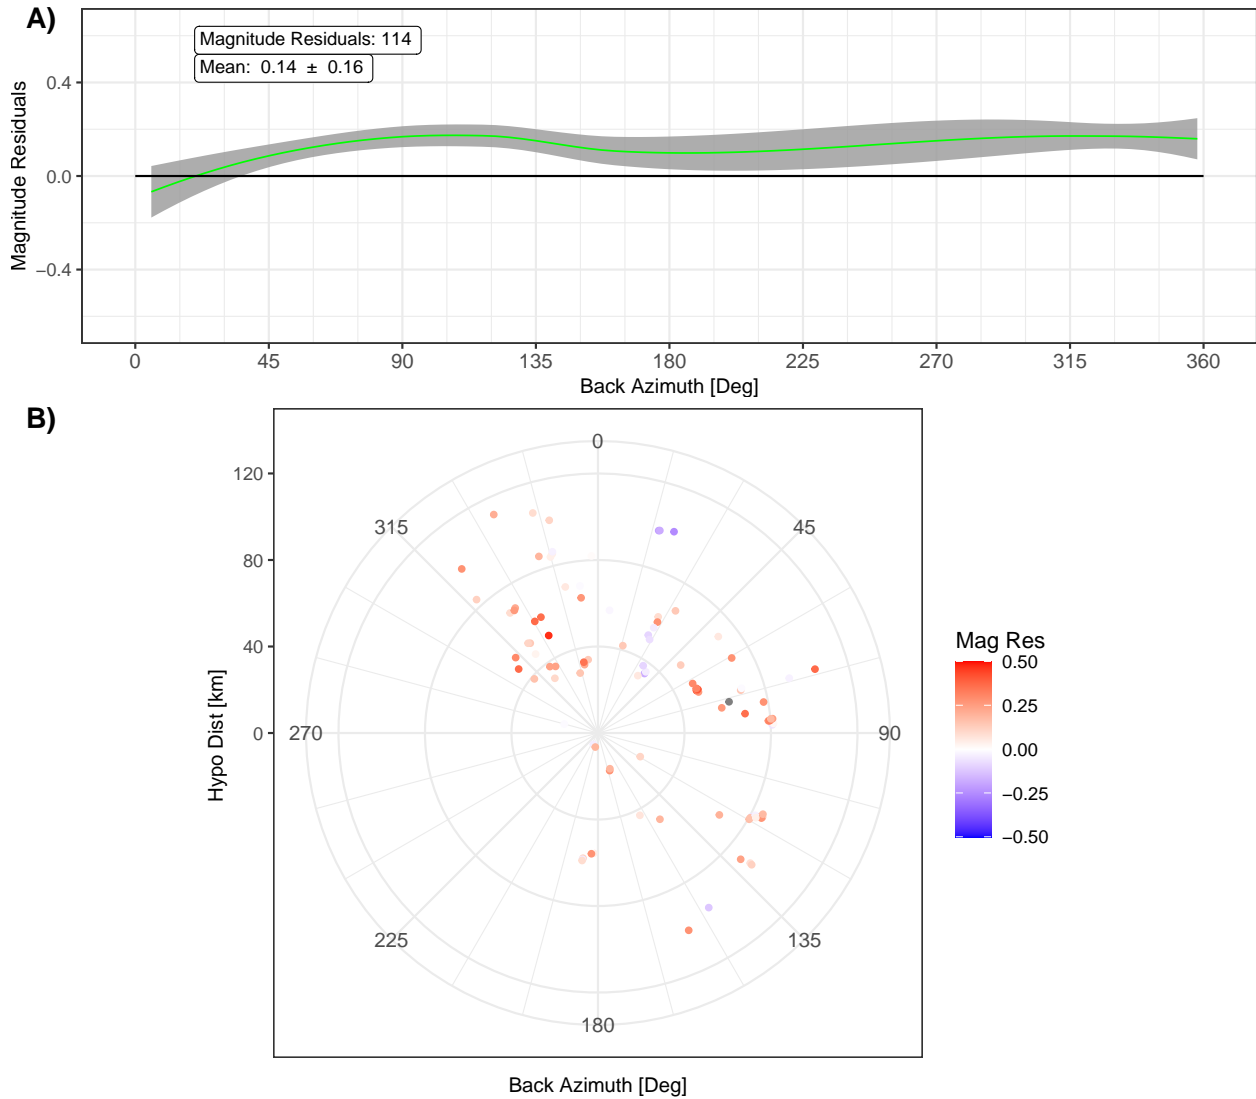 A)
Magnitude Residuals: 114
Mean: 0.14 ± 0.16
Magnitude Residuals
0.4
0.0
−0.4
0 45 90 135 180 225 270 315 360
Back Azimuth [Deg]
B)
Hypo Dist [km]
120
80
40
0
0
45
90
135
180
225
270
315
Back Azimuth [Deg]
Mag Res
0.50
0.25
0.00
−0.25
−0.50